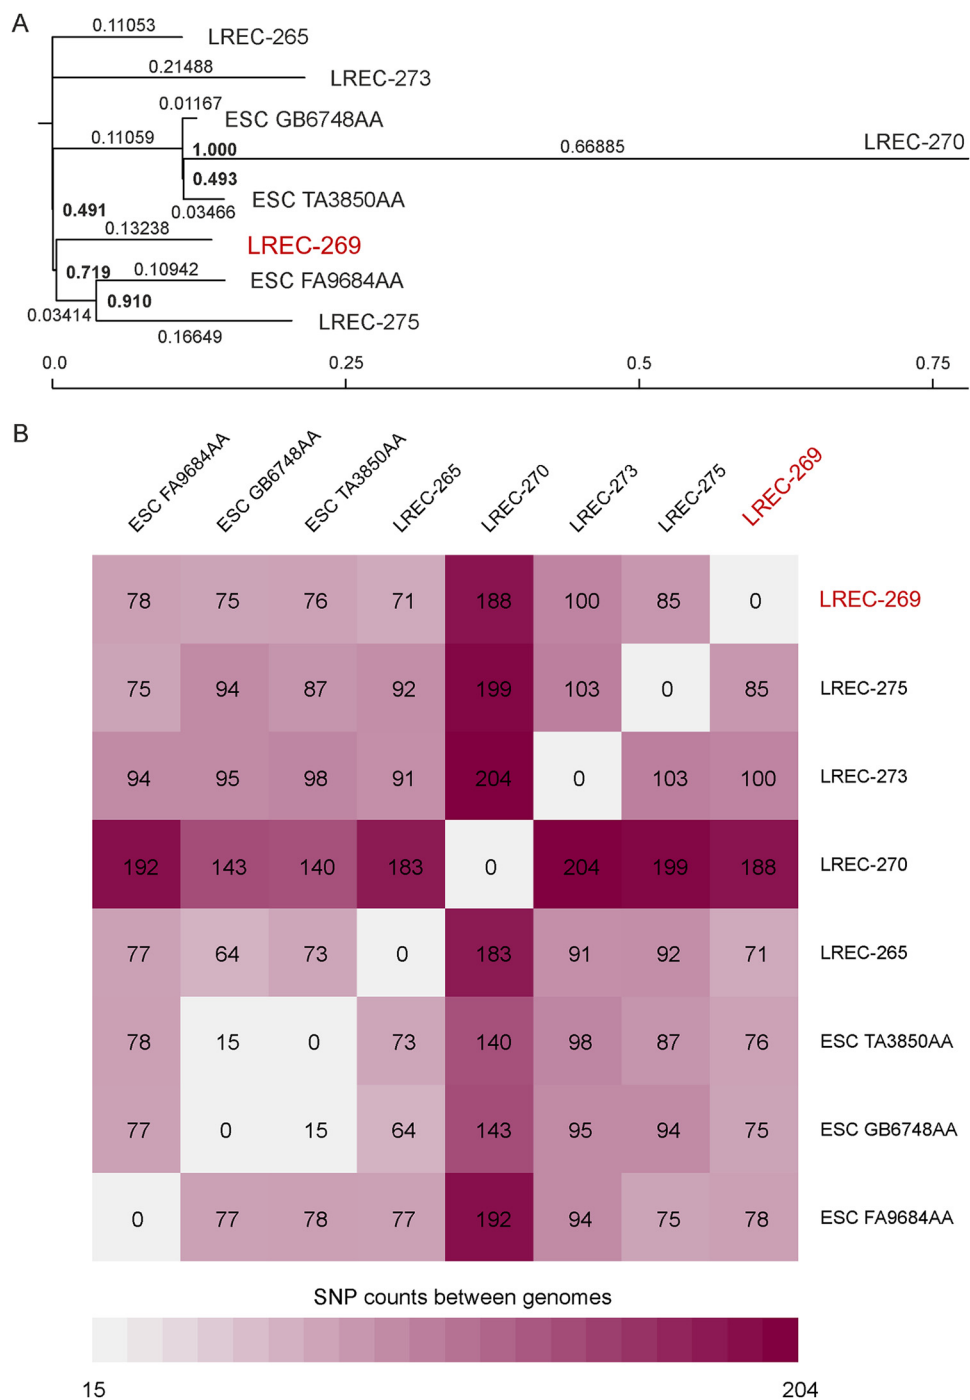 A
0.11053
LREC-265
0.21488
LREC-273
0.01167
ESC GB6748AA
0.11059
1.000
0.66885
LREC-270
0.493
ESC TA3850AA
0.03466
0.491
0.13238
LREC-269
0.719
0.10942
ESC FA9684AA
0.910
0.03414
LREC-275
0.16649
0.0 0.25 0.5 0.75
B
ESC FA9684AA ESC GB6748AA ESC TA3850AA LREC-265 LREC-270 LREC-273 LREC-275 LREC-269
78 75 76 71 188 100 85 0 LREC-269
75 94 87 92 199 103 0 85 LREC-275
94 95 98 91 204 0 103 100 LREC-273
192 143 140 183 0 204 199 188 LREC-270
77 64 73 0 183 91 92 71 LREC-265
78 15 0 73 140 98 87 76 ESC TA3850AA
77 0 15 64 143 95 94 75 ESC GB6748AA
0 77 78 77 192 94 75 78 ESC FA9684AA
SNP counts between genomes
15 204